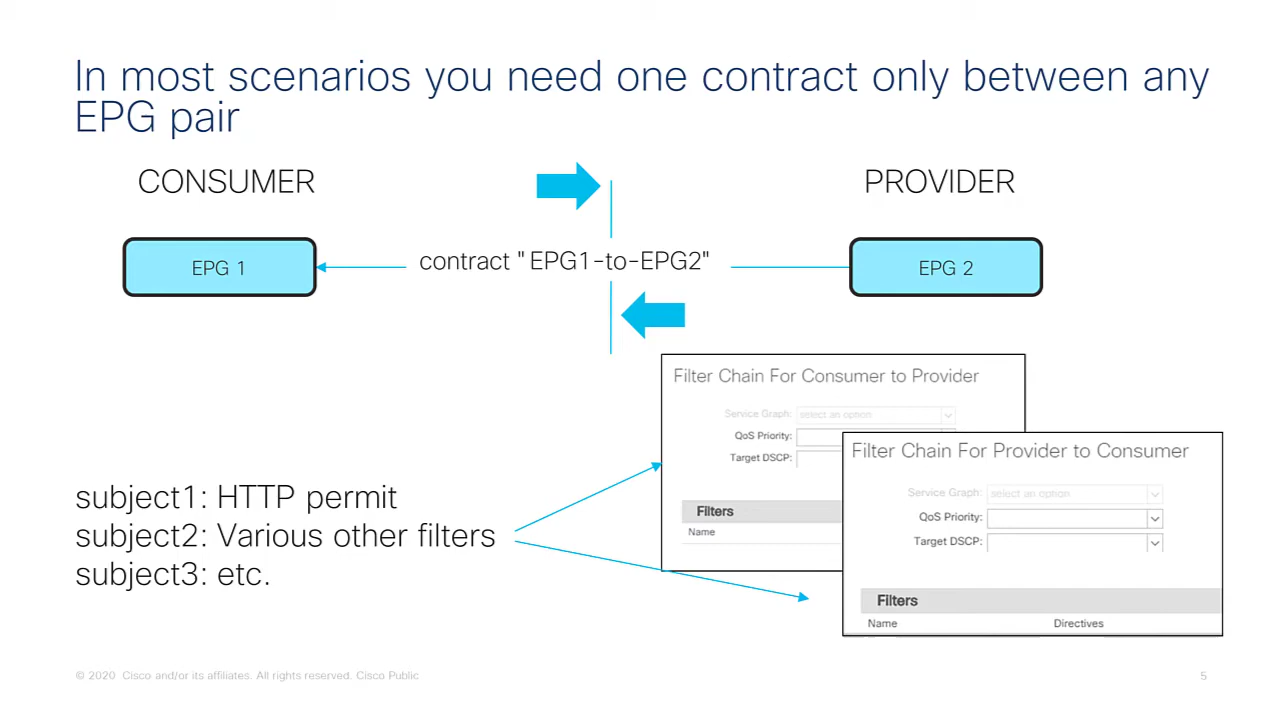 In most scenarios you need one contract only between any
EPG pair
CONSUMER
PROVIDER
EPG 1
contract "EPG1-to-EPG2"
EPG 2
Filter Chain For Consumer to Provider
Service Graph: select an option
QoS Priority:
Target DSCP:
Filters
Name
Filter Chain For Provider to Consumer
Service Graph: select an option
QoS Priority:
Target DSCP:
Filters
Name Directives
subject1: HTTP permit
subject2: Various other filters
subject3: etc.
© 2020 Cisco and/or its affiliates. All rights reserved. Cisco Public
5